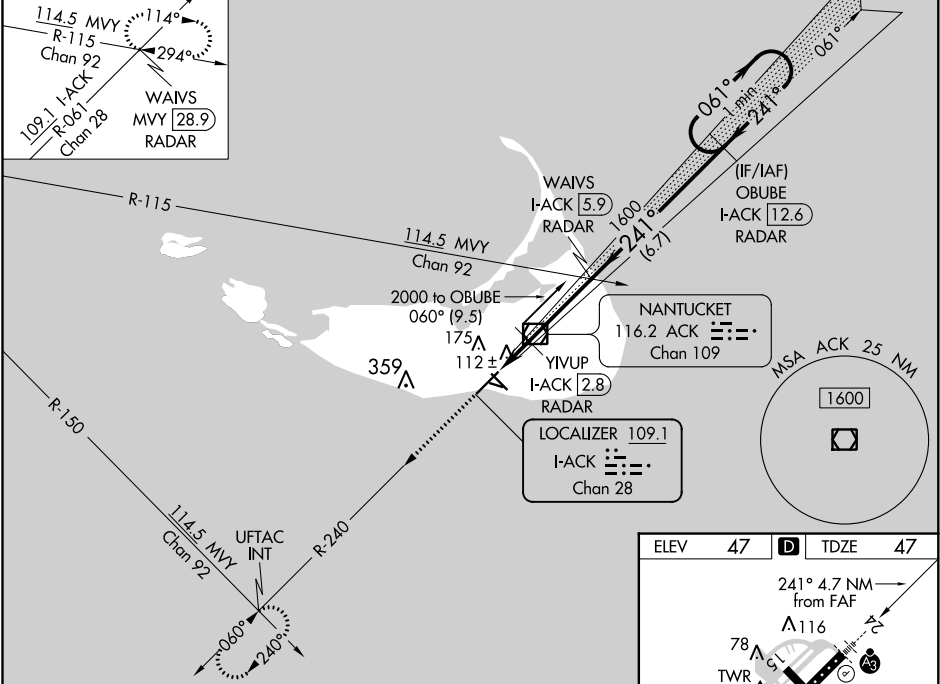 114.5 MVY
R-115
Chan 92
114°
294°
109.1 I-ACK
R-061
Chan 28
WAIVS
MVY 28.9
RADAR
061°
061°
1 min
241°
(IF/IAF)
OBUBE
I-ACK 12.6
RADAR
WAIVS
I-ACK 5.9
RADAR
1600
241°
(6.7)
R-115
114.5 MVY
Chan 92
2000 to OBUBE
060° (9.5)
NANTUCKET
116.2 ACK
Chan 109
175
112 ±
359
YIVUP
I-ACK 2.8
RADAR
LOCALIZER 109.1
I-ACK
Chan 28
MSA ACK 25 NM
1600
R-150
114.5 MVY
Chan 92
UFTAC
INT
R-240
060°
240°
ELEV 47 D TDZE 47
241° 4.7 NM
from FAF
116
24
78
15
TWR
P
A3